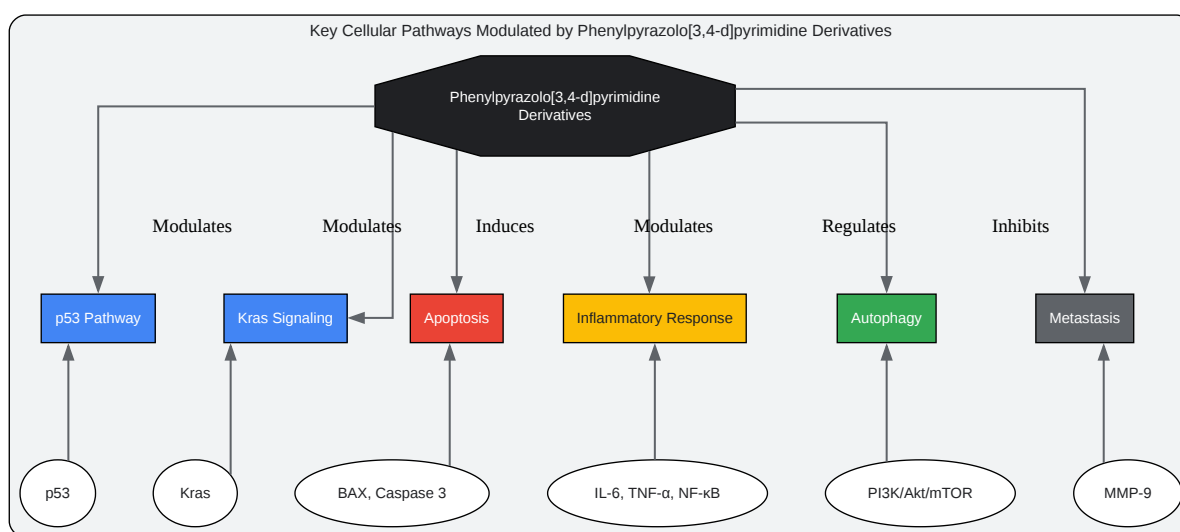 Key Cellular Pathways Modulated by Phenylpyrazolo[3,4-d]pyrimidine Derivatives
Phenylpyrazolo[3,4-d]pyrimidine
Derivatives
Modulates
Modulates
Induces
Modulates
Regulates
Inhibits
p53 Pathway
Kras Signaling
Apoptosis
Inflammatory Response
Autophagy
Metastasis
p53
Kras
BAX, Caspase 3
IL-6, TNF-α, NF-κB
PI3K/Akt/mTOR
MMP-9